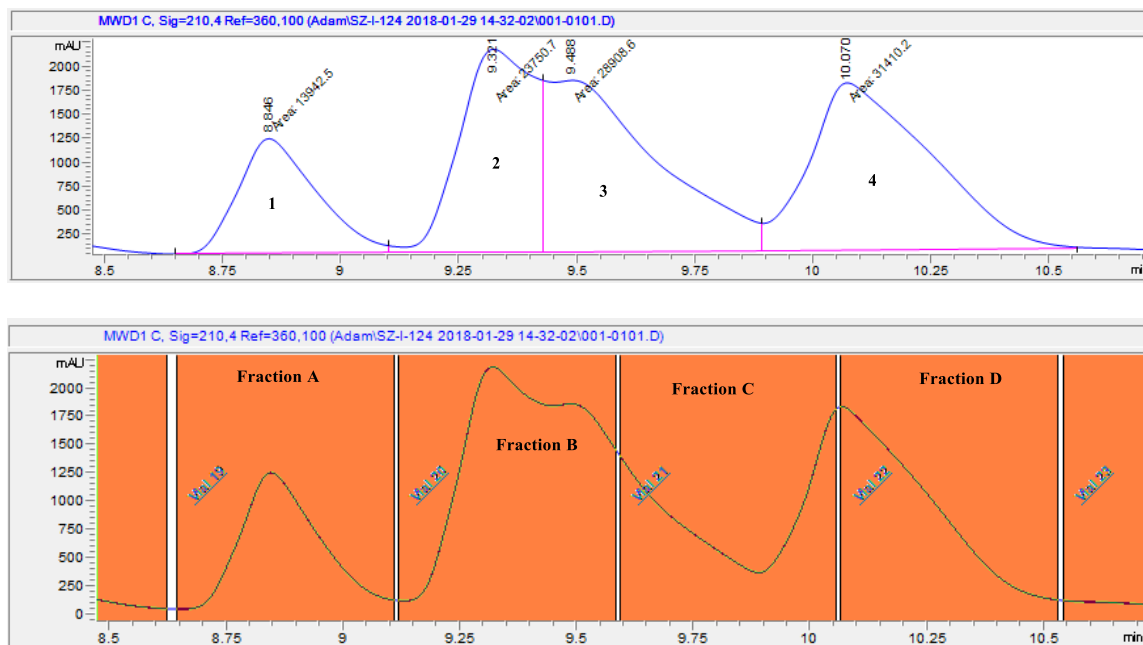 MWD1 C, Sig=210,4 Ref=360,100 (Adam\SZ-I-124 2018-01-29 14-32-02\001-0101.D)
mAU
2000
1750
1500
1250
1000
750
500
250
8.846
Area: 13942.5
9.321
Area: 23750.7
9.488
Area: 28908.6
10.070
Area: 31410.2
1
2
3
4
8.5 8.75 9 9.25 9.5 9.75 10 10.25 10.5 min
MWD1 C, Sig=210,4 Ref=360,100 (Adam\SZ-I-124 2018-01-29 14-32-02\001-0101.D)
mAU
2000
1750
1500
1250
1000
750
500
250
0
Fraction A
Fraction B
Fraction C
Fraction D
Vial 19
Vial 21
Vial 22
Vial 23
8.5 8.75 9 9.25 9.5 9.75 10 10.25 10.5 min